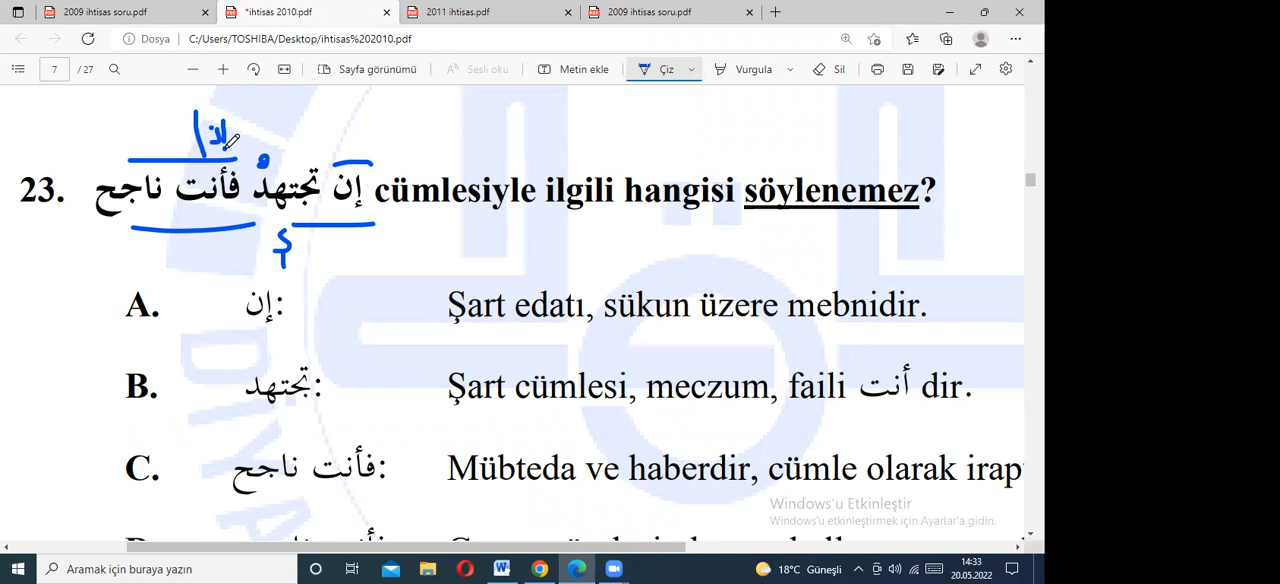 2009 ihtisas soru.pdf
*ihtisas 2010.pdf
2011 ihtisas.pdf
2009 ihtisas soru.pdf
Dosya C:/Users/TOSHIBA/Desktop/ihtisas%202010.pdf
7 /27 Sayfa görünümü Sesli oku Metin ekle Çiz Vurgula Sil
23. إن تجتهد فأنت ناجح cümlesiyle ilgili hangisi söylenemez?
A. إن: Şart edatı, sükun üzere mebnidir.
B. تجتهد: Şart cümlesi, meczum, faili أنت dir.
C. فأنت ناجح: Mübteda ve haberdir, cümle olarak irap
DİYA
Windows'u Etkinleştir
Windows'u etkinleştirmek için Ayarlar'a gidin.
Aramak için buraya yazın
18°C Güneşli
14:33
20.05.2022